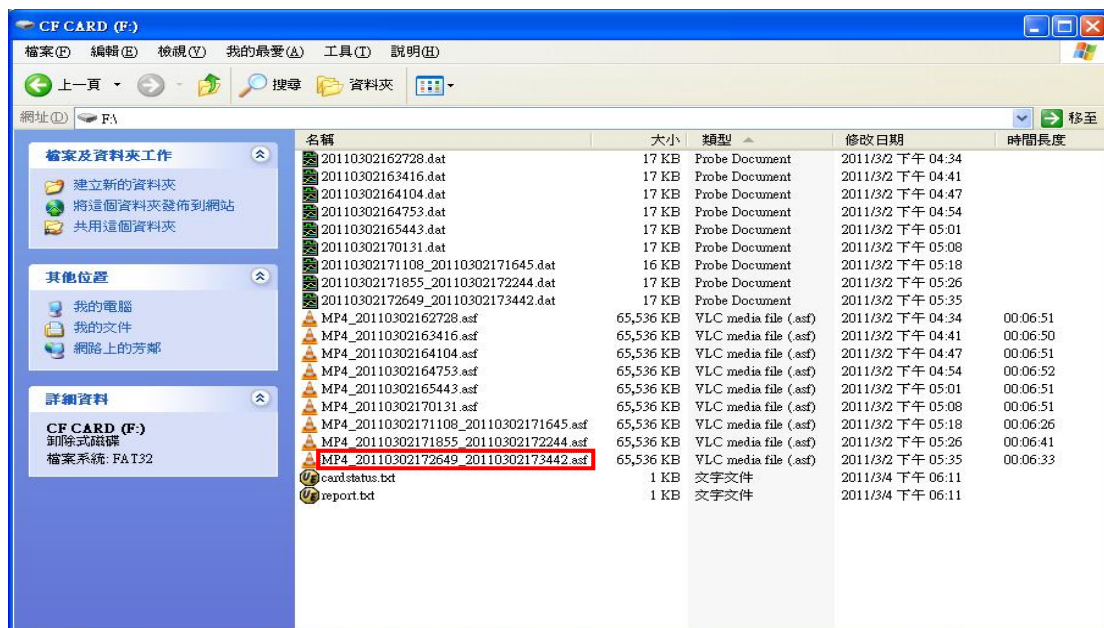 CF CARD (F:)
檔案(F) 編輯(E) 檢視(V) 我的最愛(A) 工具(T) 說明(H)
上一頁 搜尋 資料夾
網址(D) F:\ 移至
檔案及資料夾工作
建立新的資料夾
將這個資料夾發佈到網站
共用這個資料夾
其他位置
我的電腦
我的文件
網路上的芳鄰
詳細資料
CF CARD (F:)
卸除式磁碟
檔案系統: FAT32
名稱 大小 類型 修改日期 時間長度
20110302162728.dat 17 KB Probe Document 2011/3/2 下午 04:34
20110302163416.dat 17 KB Probe Document 2011/3/2 下午 04:41
20110302164104.dat 17 KB Probe Document 2011/3/2 下午 04:47
20110302164753.dat 17 KB Probe Document 2011/3/2 下午 04:54
20110302165443.dat 17 KB Probe Document 2011/3/2 下午 05:01
20110302170131.dat 17 KB Probe Document 2011/3/2 下午 05:08
20110302171108_20110302171645.dat 16 KB Probe Document 2011/3/2 下午 05:18
20110302171855_20110302172244.dat 17 KB Probe Document 2011/3/2 下午 05:26
20110302172649_20110302173442.dat 17 KB Probe Document 2011/3/2 下午 05:35
MP4_20110302162728.asf 65,536 KB VLC media file (.asf) 2011/3/2 下午 04:34 00:06:51
MP4_20110302163416.asf 65,536 KB VLC media file (.asf) 2011/3/2 下午 04:41 00:06:50
MP4_20110302164104.asf 65,536 KB VLC media file (.asf) 2011/3/2 下午 04:47 00:06:51
MP4_20110302164753.asf 65,536 KB VLC media file (.asf) 2011/3/2 下午 04:54 00:06:52
MP4_20110302165443.asf 65,536 KB VLC media file (.asf) 2011/3/2 下午 05:01 00:06:51
MP4_20110302170131.asf 65,536 KB VLC media file (.asf) 2011/3/2 下午 05:08 00:06:51
MP4_20110302171108_20110302171645.asf 65,536 KB VLC media file (.asf) 2011/3/2 下午 05:18 00:06:26
MP4_20110302171855_20110302172244.asf 65,536 KB VLC media file (.asf) 2011/3/2 下午 05:26 00:06:41
MP4_20110302172649_20110302173442.asf 65,536 KB VLC media file (.asf) 2011/3/2 下午 05:35 00:06:33
cardstatus.txt 1 KB 文字文件 2011/3/4 下午 06:11
report.txt 1 KB 文字文件 2011/3/4 下午 06:11